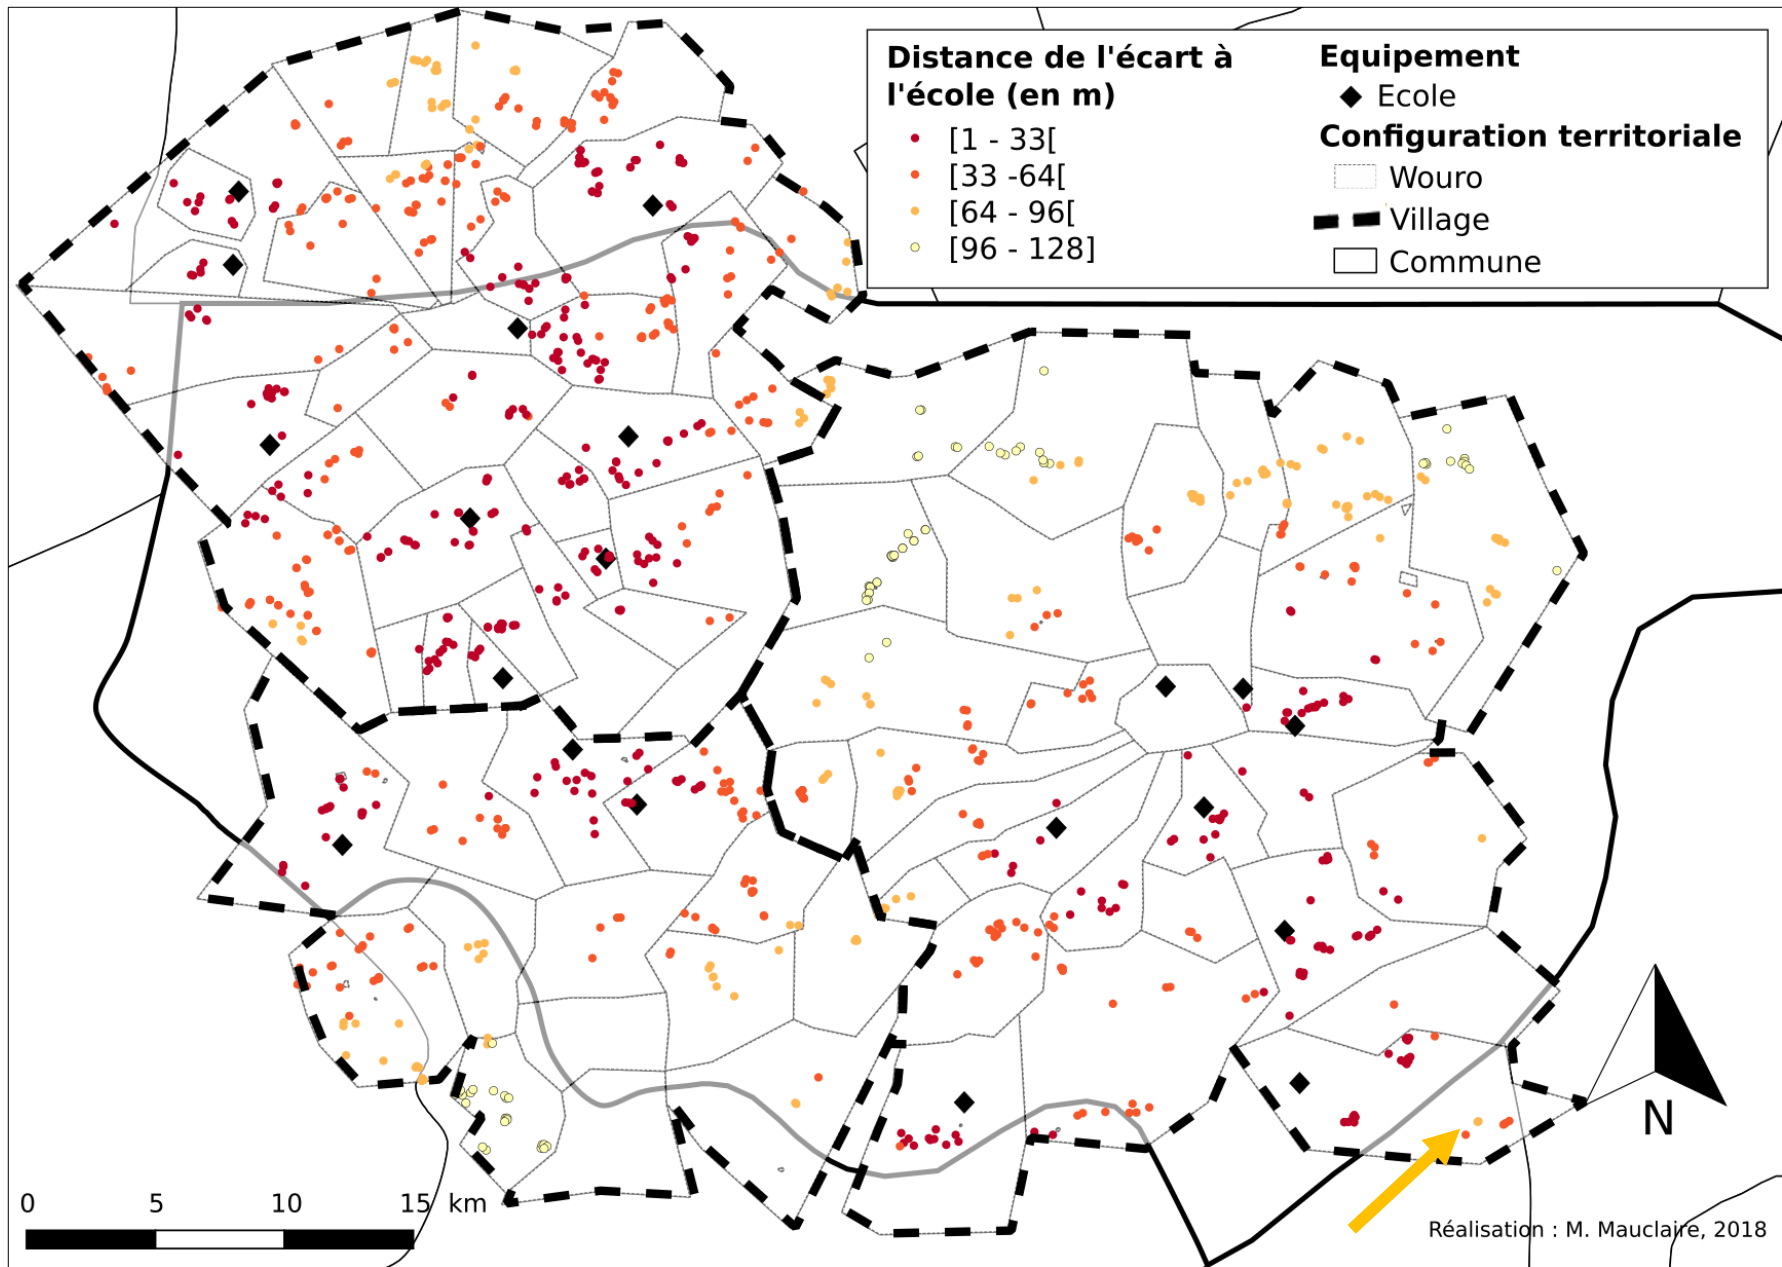 Distance de l'écart à
l'école (en m)
[1 - 33[
[33 -64[
[64 - 96[
[96 - 128]
Equipement
Ecole
Configuration territoriale
Wouro
Village
Commune
N
0 5 10 15 km
Réalisation : M. Mauclaire, 2018